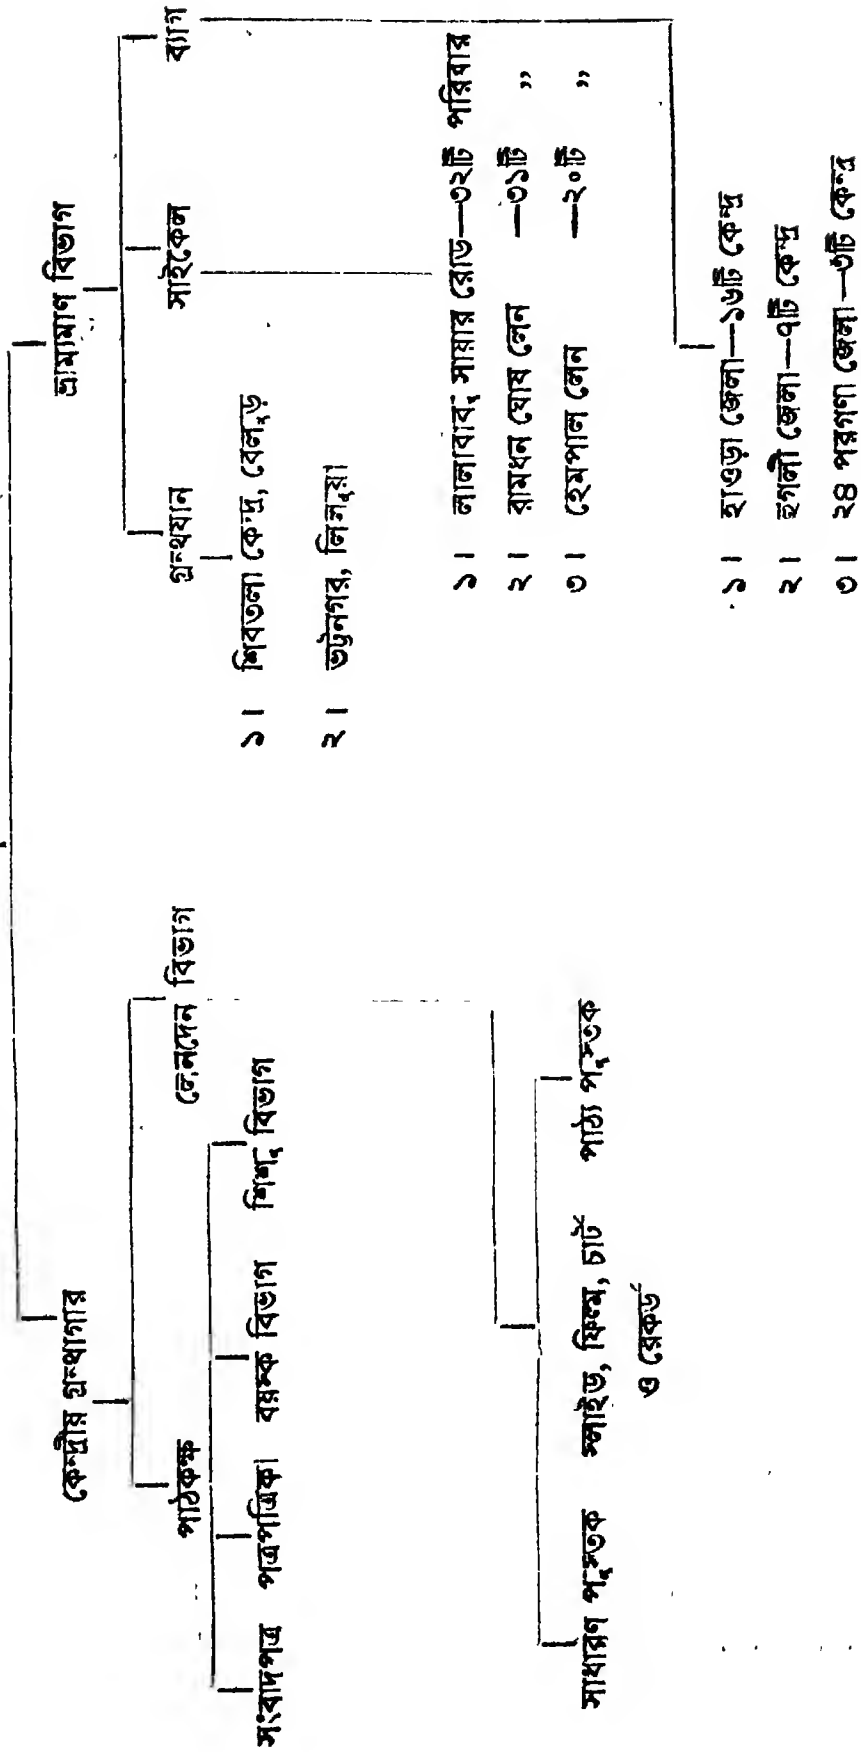 কেন্দ্রীয় গ্রন্থাগার
পাঠকক্ষ লেনদেন বিভাগ
সংবাদপত্র পত্রপত্রিকা বয়স্ক বিভাগ শিশু বিভাগ
সাধারণ পুস্তক স্লাইড, ফিল্ম, চার্ট পাঠ্য পুস্তক
ও রেকর্ড
ভ্রাম্যমাণ বিভাগ
গ্রন্থযান সাইকেল ব্যাগ
১। শিবতলা কেন্দ্র, বেলুড়
২। ভট্টনগর, লিলুয়া
১। লালাবাবু সায়ার রোড—৩২টি পরিবার
২। রামধন ঘোষ লেন —৩১টি ”
৩। হেমপাল লেন —২০টি ”
১। হাওড়া জেলা—১৬টি কেন্দ্র
২। হুগলী জেলা—৭টি কেন্দ্র
৩। ২৪ পরগণা জেলা—৩টি কেন্দ্র